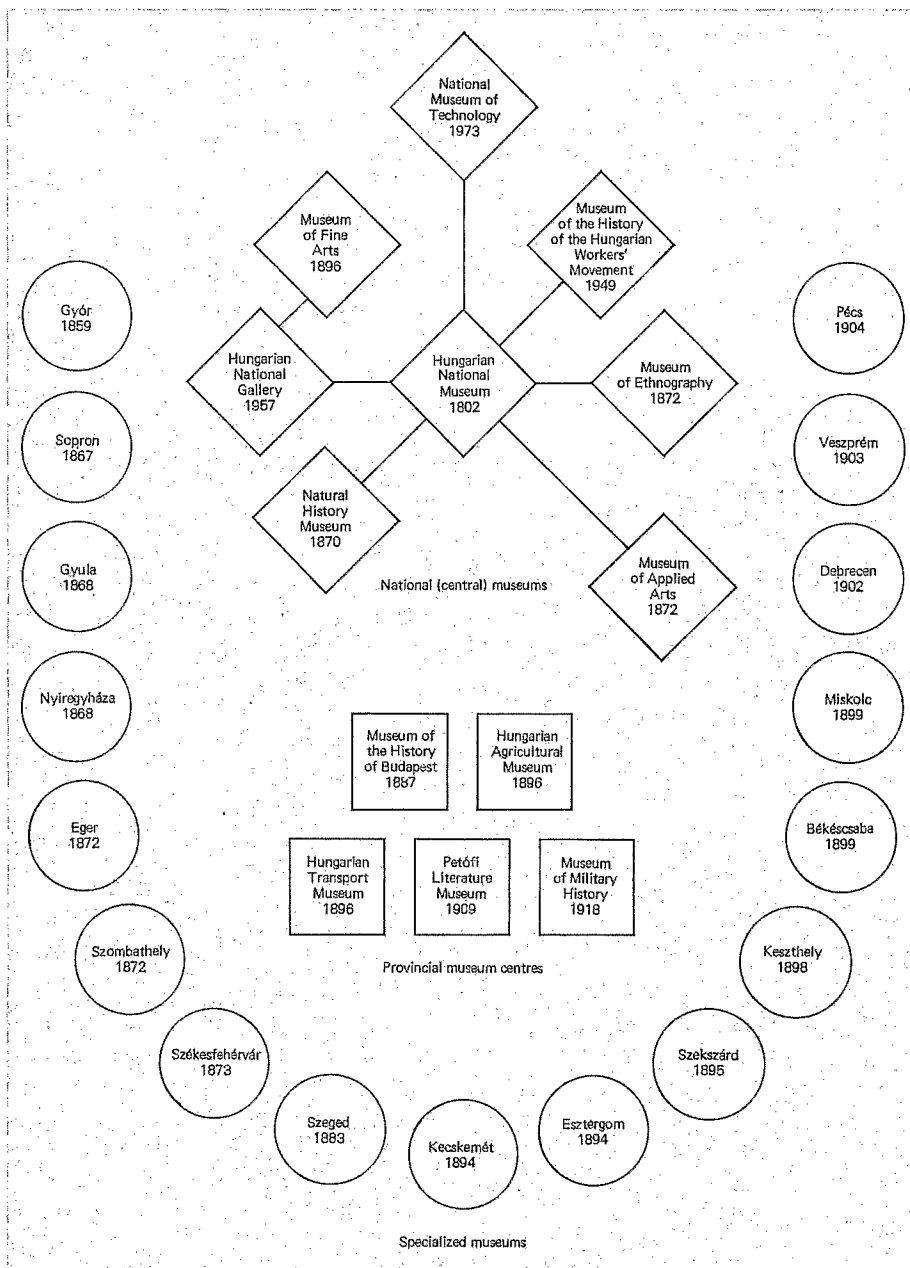 National
Museum of
Technology
1973
Museum
of Fine
Arts
1896
Museum
of the History
of the Hungarian
Workers'
Movement
1949
Győr
1859
Hungarian
National
Gallery
1957
Hungarian
National
Museum
1802
Museum
of Ethnography
1872
Pécs
1904
Sopron
1867
Natural
History
Museum
1870
Veszprém
1903
Gyula
1868
National (central) museums
Museum
of Applied
Arts
1872
Debrecen
1902
Nyíregyháza
1868
Museum of
the History
of Budapest
1887
Hungarian
Agricultural
Museum
1896
Miskolc
1899
Eger
1872
Hungarian
Transport
Museum
1896
Petőfi
Literature
Museum
1909
Museum
of Military
History
1918
Békéscsaba
1899
Szombathely
1872
Provincial museum centres
Keszthely
1898
Székesfehérvár
1873
Szekszárd
1895
Szeged
1883
Kecskemét
1894
Esztergom
1894
Specialized museums